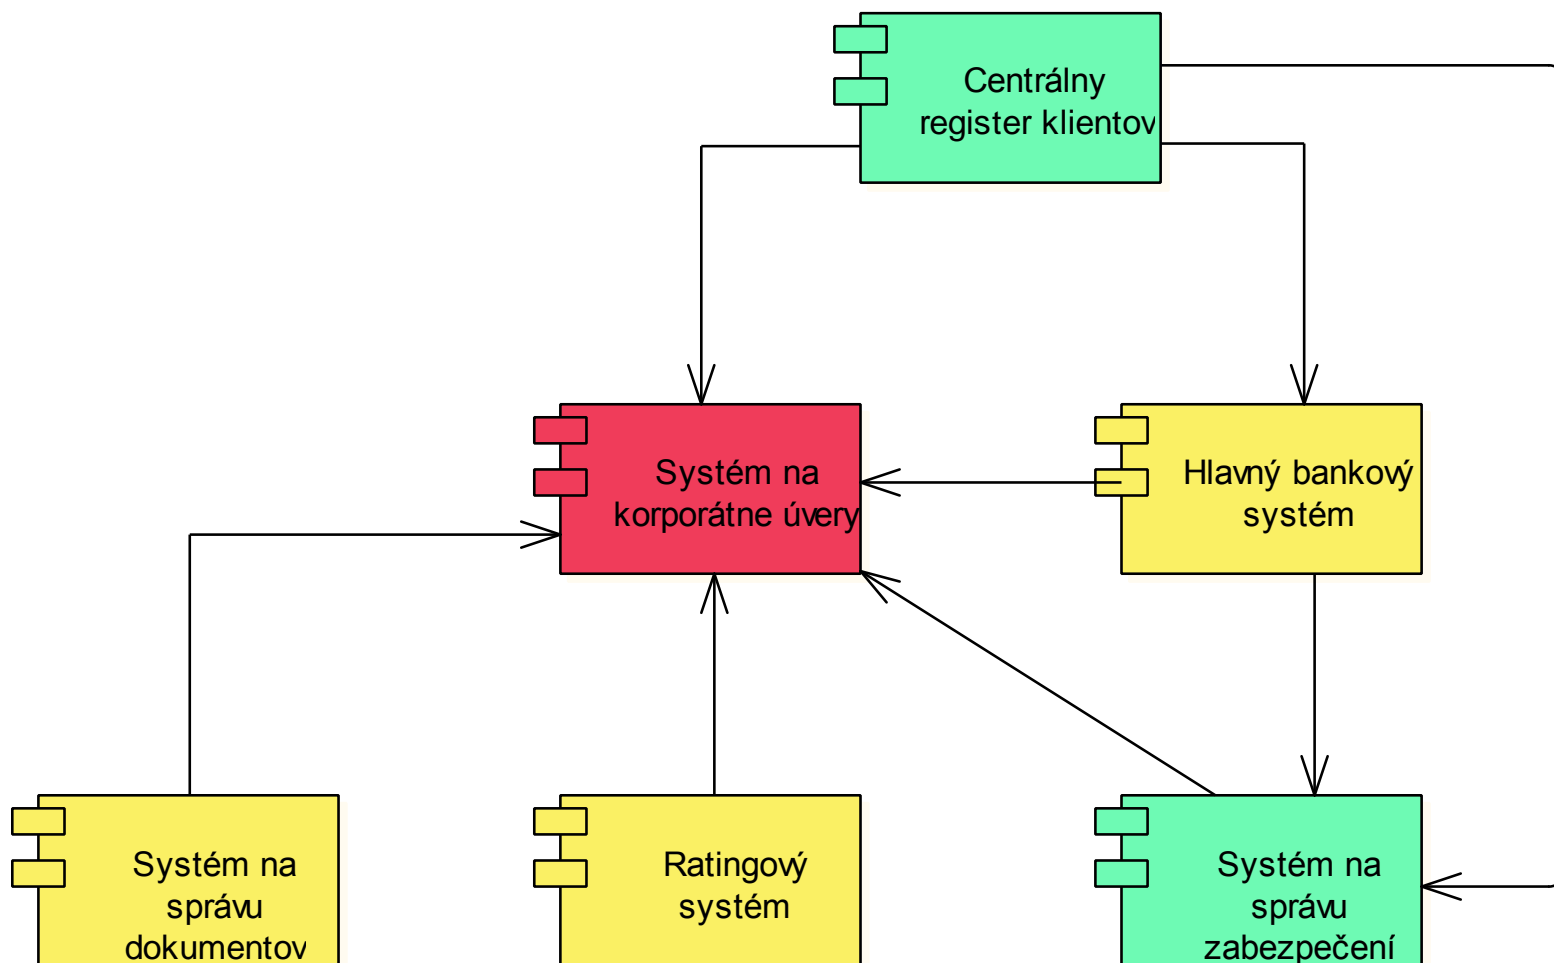 Centrálny
register klientov
Systém na
korporátne úvery
Hlavný bankový
systém
Systém na
správu
dokumentov
Ratingový
systém
Systém na
správu
zabezpečení